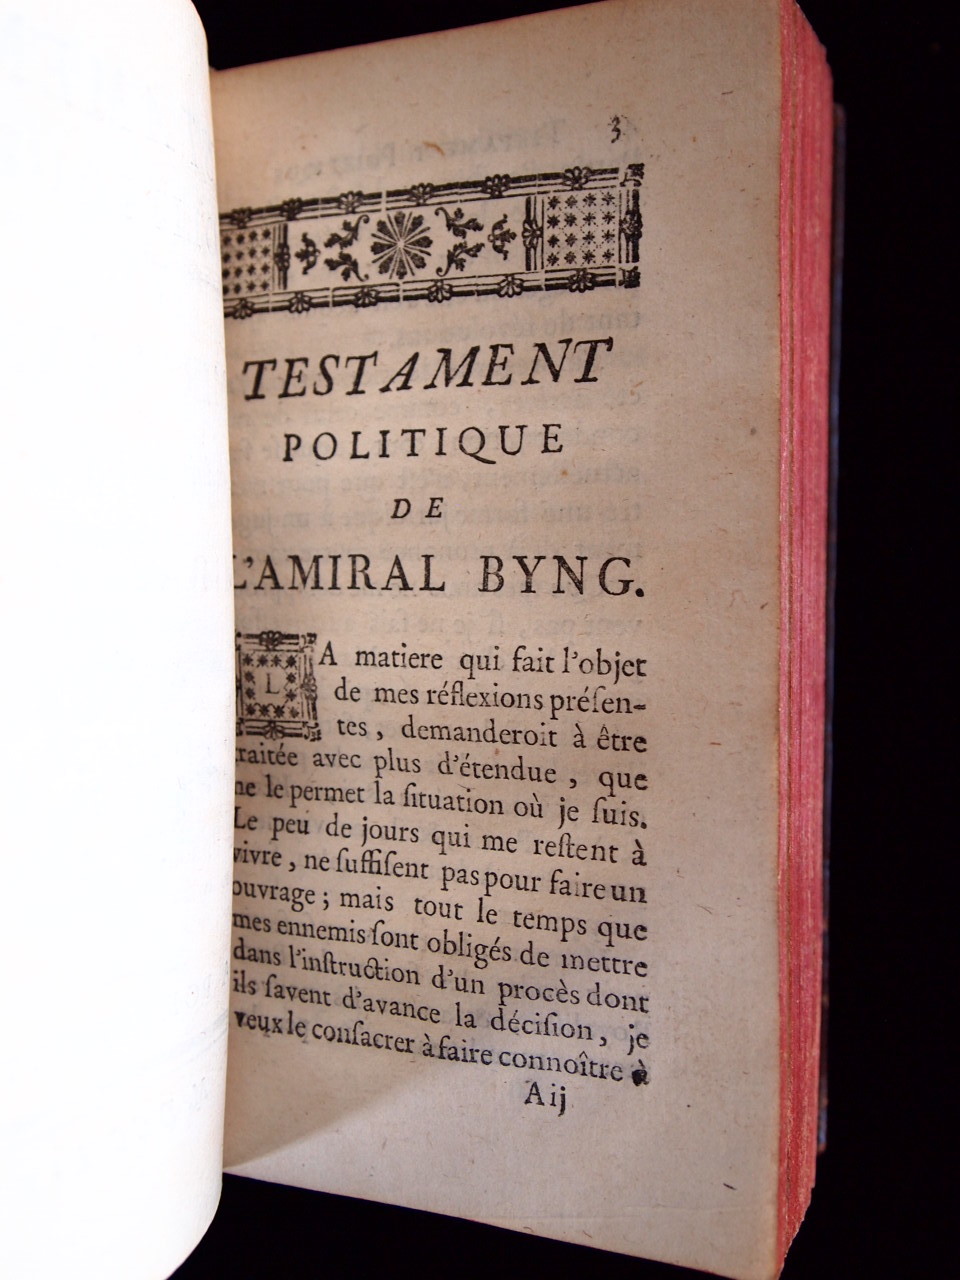 3
TESTAMENT
POLITIQUE
DE
L'AMIRAL BYNG.
LA matiere qui fait l'objet
de mes réflexions préſen-
tes, demanderoit à être
traitée avec plus d'étendue, que
ne le permet la ſituation où je ſuis.
Le peu de jours qui me reſtent à
vivre, ne ſuffiſent pas pour faire un
ouvrage; mais tout le temps que
mes ennemis ſont obligés de mettre
dans l'inſtruction d'un procès dont
ils ſavent d'avance la déciſion, je
veux le conſacrer à faire connoître à
Aij